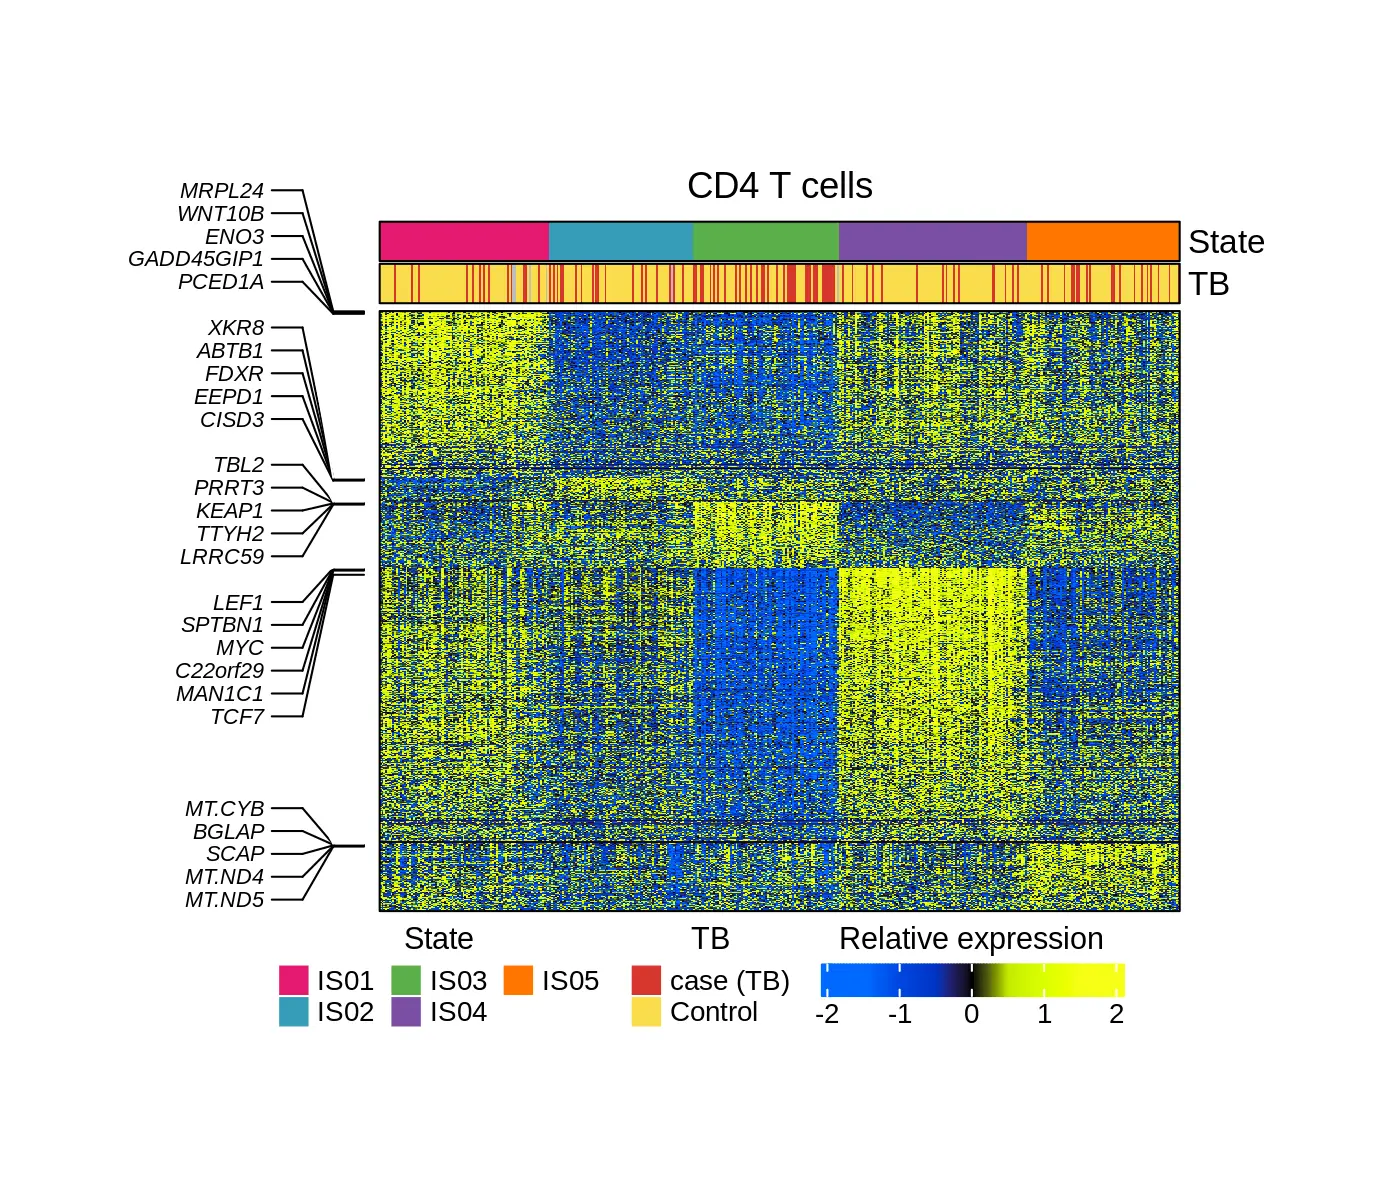 CD4 T cells
State
TB
MRPL24
WNT10B
ENO3
GADD45GIP1
PCED1A
XKR8
ABTB1
FDXR
EEPD1
CISD3
TBL2
PRRT3
KEAP1
TTYH2
LRRC59
LEF1
SPTBN1
MYC
C22orf29
MAN1C1
TCF7
MT.CYB
BGLAP
SCAP
MT.ND4
MT.ND5
State TB Relative expression
IS01 IS03 IS05 case (TB)
IS02 IS04 Control
-2 -1 0 1 2